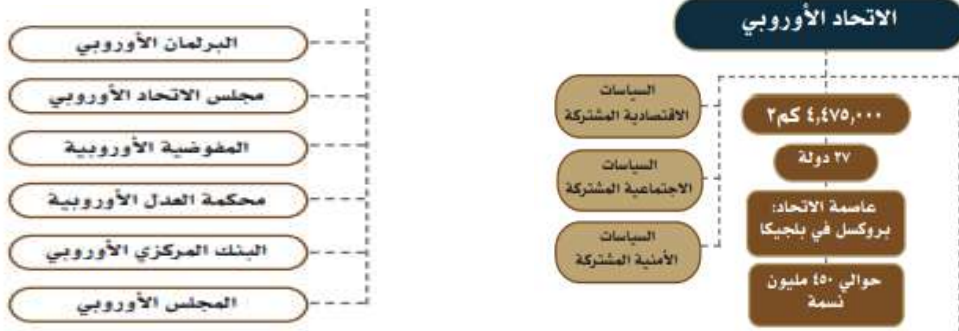 الاتحاد الأوروبي
٤,٤٧٥,٠٠٠ كم٢
٢٧ دولة
عاصمة الاتحاد:
بروكسل في بلجيكا
حوالي ٤٥٠ مليون
نسمة
السياسات
الاقتصادية المشتركة
السياسات
الاجتماعية المشتركة
السياسات
الأمنية المشتركة
البرلمان الأوروبي
مجلس الاتحاد الأوروبي
المفوضية الأوروبية
محكمة العدل الأوروبية
البنك المركزي الأوروبي
المجلس الأوروبي